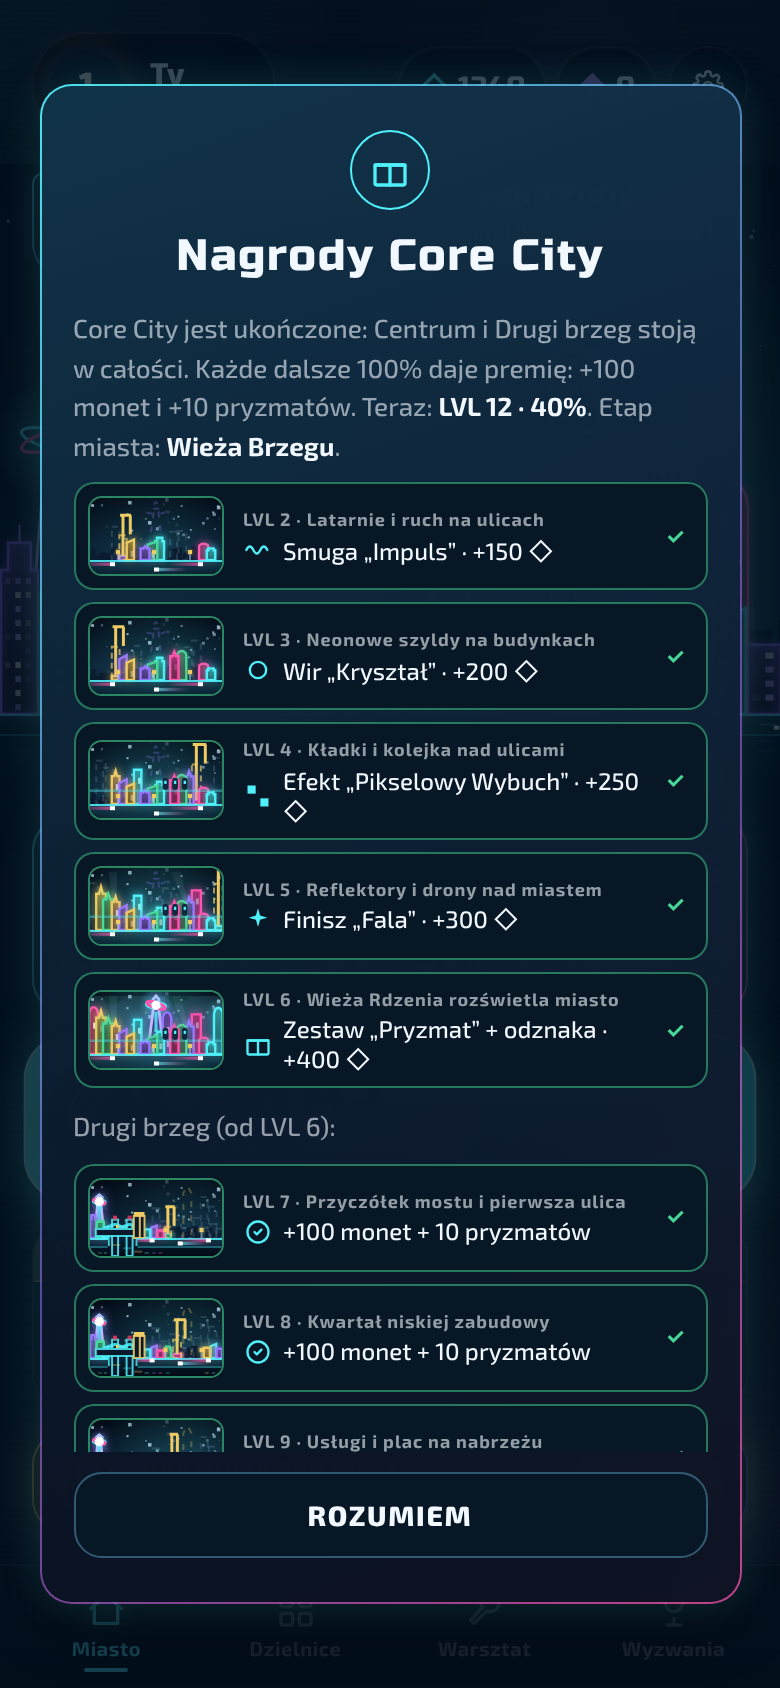 1 Ty 1240 0
Nagrody Core City
Core City jest ukończone: Centrum i Drugi brzeg stoją
w całości. Każde dalsze 100% daje premię: +100
monet i +10 pryzmatów. Teraz: LVL 12 · 40%. Etap
miasta: Wieża Brzegu.
LVL 2 · Latarnie i ruch na ulicach
Smuga „Impuls” · +150
LVL 3 · Neonowe szyldy na budynkach
Wir „Kryształ” · +200
LVL 4 · Kładki i kolejka nad ulicami
Efekt „Pikselowy Wybuch” · +250
LVL 5 · Reflektory i drony nad miastem
Finisz „Fala” · +300
LVL 6 · Wieża Rdzenia rozświetla miasto
Zestaw „Pryzmat” + odznaka ·
+400
Drugi brzeg (od LVL 6):
LVL 7 · Przyczółek mostu i pierwsza ulica
+100 monet + 10 pryzmatów
LVL 8 · Kwartał niskiej zabudowy
+100 monet + 10 pryzmatów
LVL 9 · Usługi i plac na nabrzeżu
ROZUMIEM
Miasto Dzielnice Warsztat Wyzwania